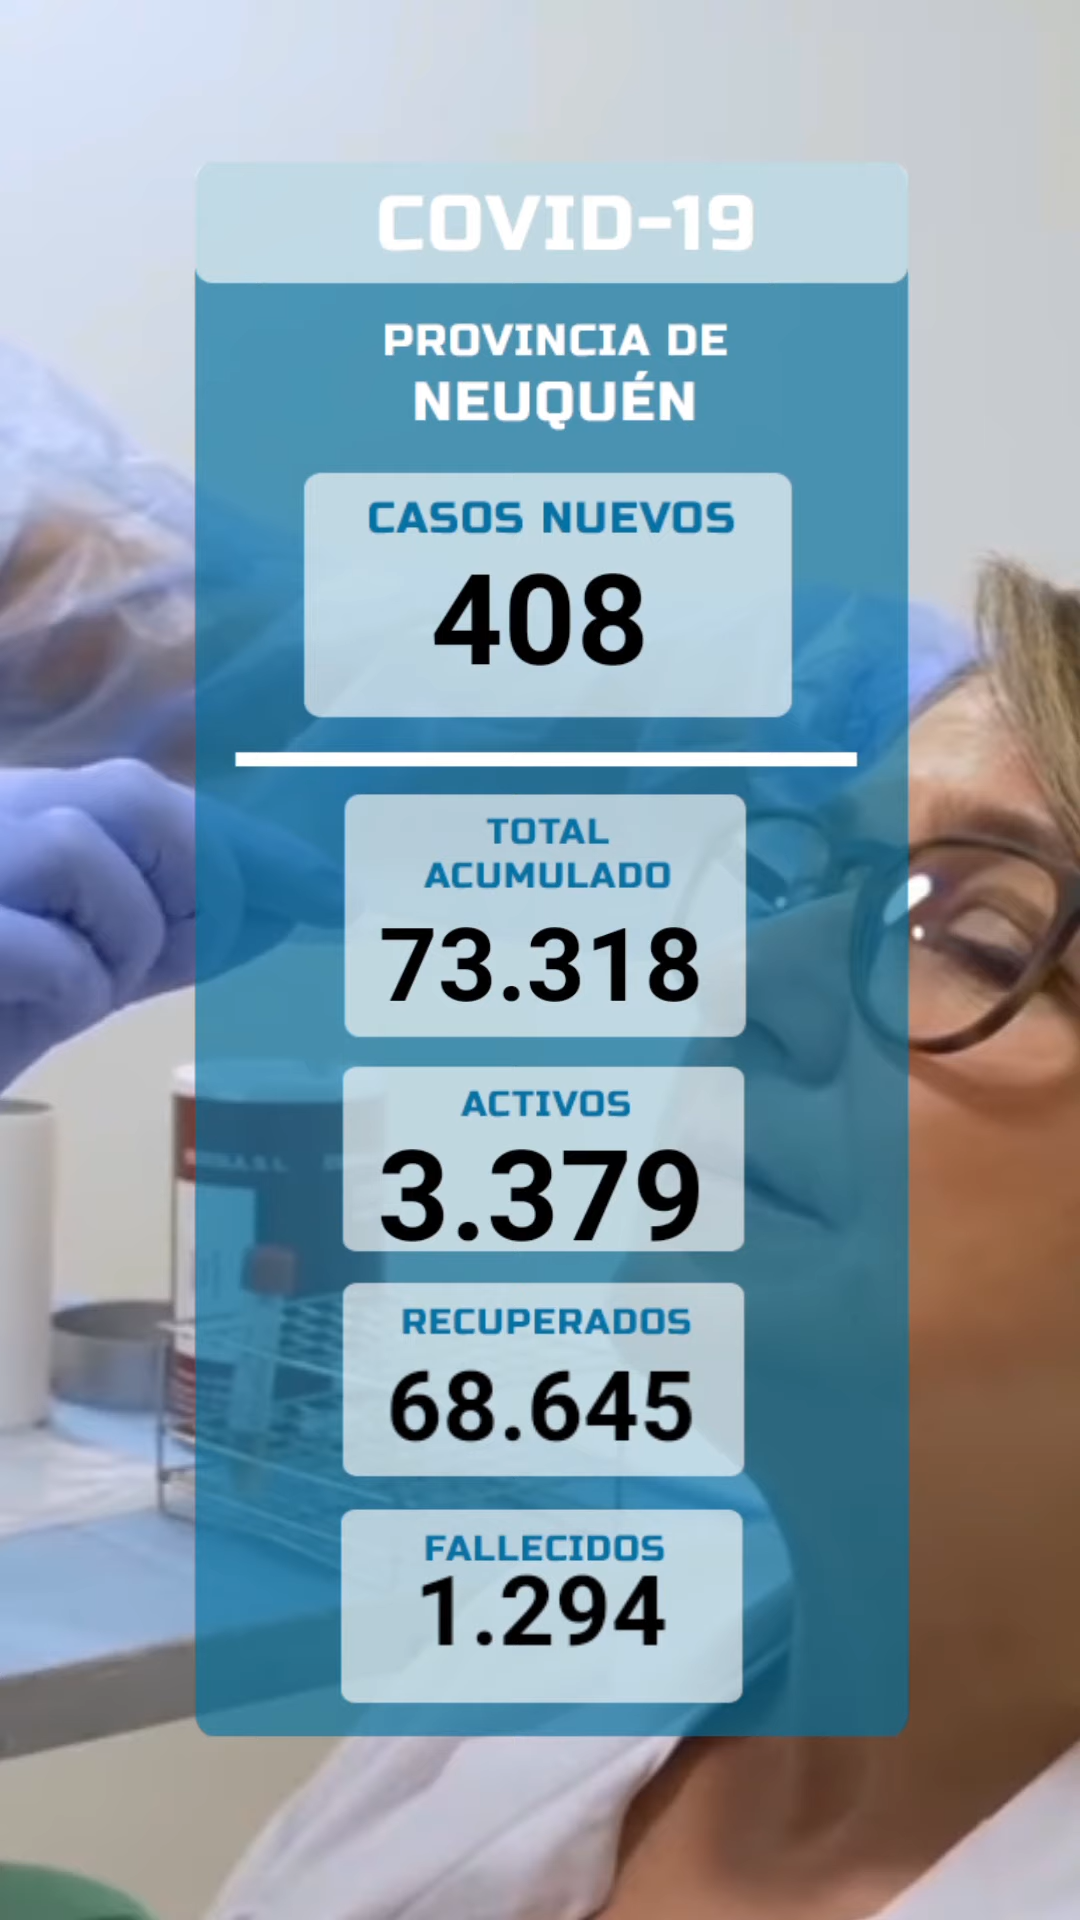 COVID-19
PROVINCIA DE
NEUQUÉN
CASOS NUEVOS
408
TOTAL
ACUMULADO
73.318
ACTIVOS
3.379
RECUPERADOS
68.645
FALLECIDOS
1.294